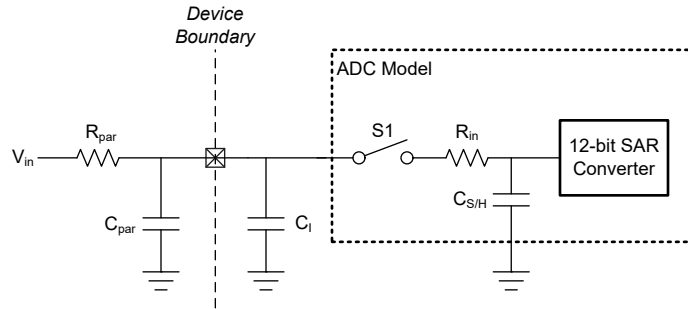 Device
Boundary
ADC Model
R_par
S1
R_in
12-bit SAR
Converter
V_in
C_par
C_I
C_S/H